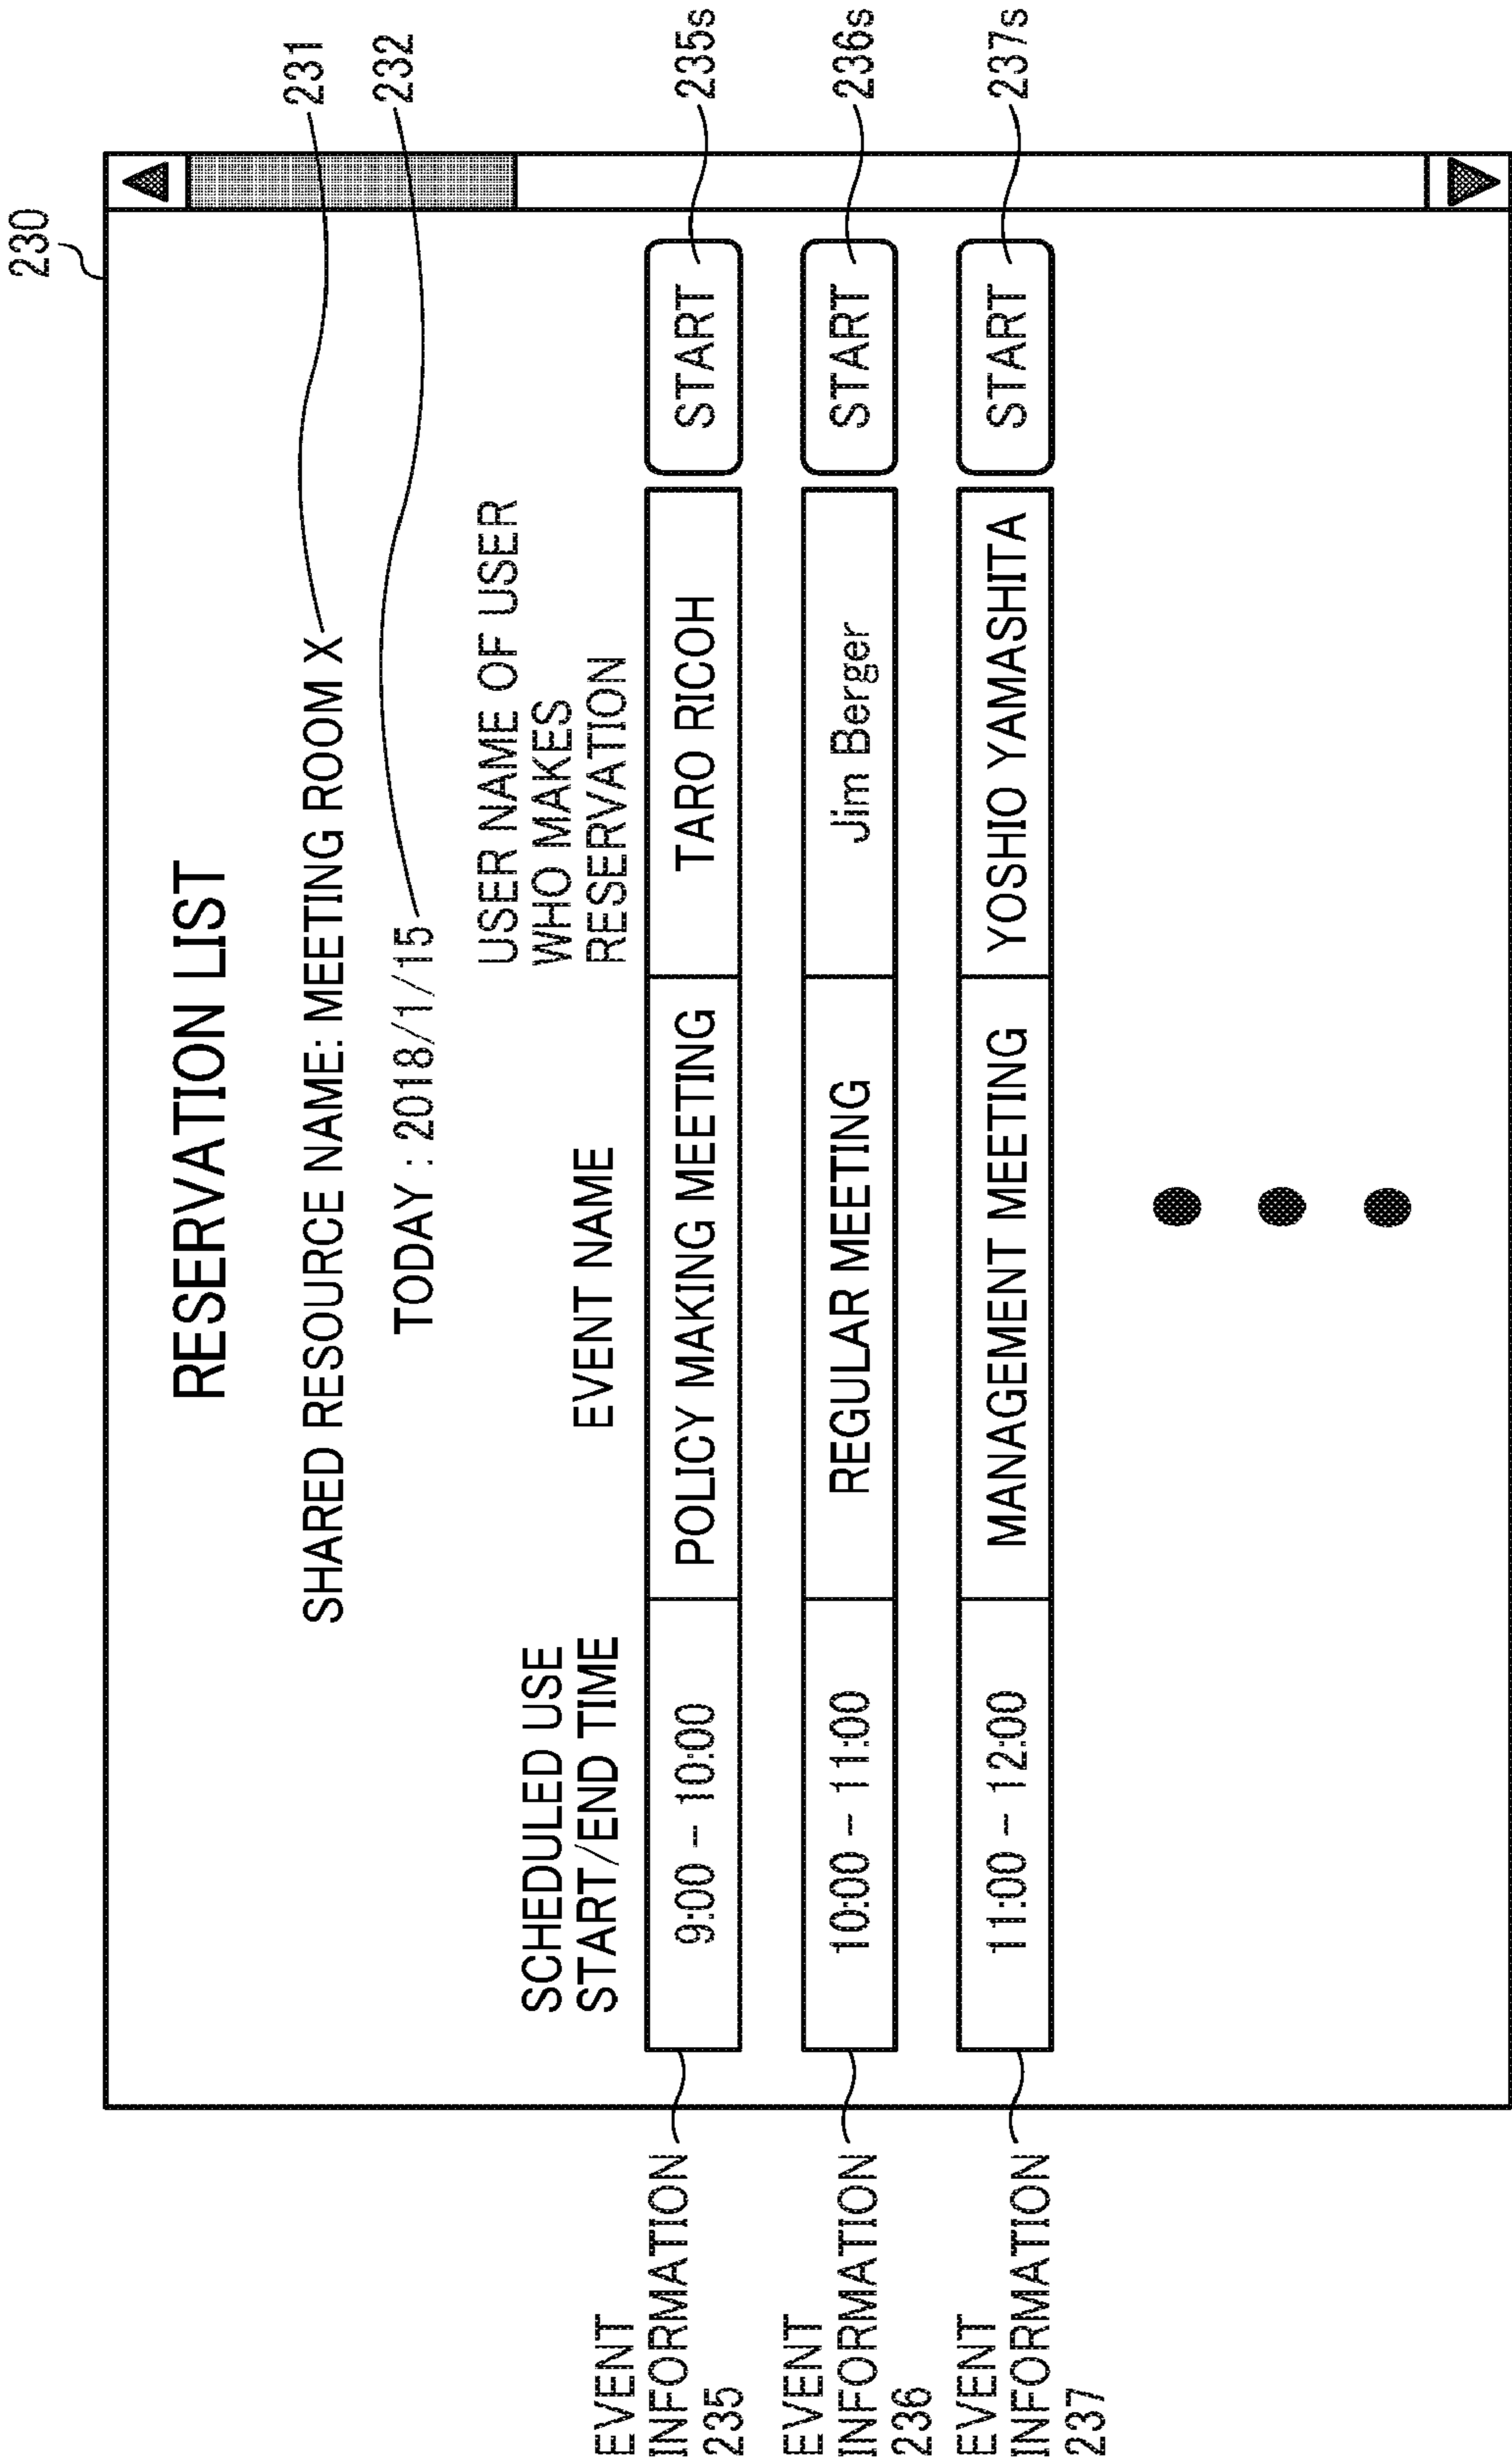 230
RESERVATION LIST
SHARED RESOURCE NAME: MEETING ROOM X
231
TODAY : 2018/1/15
232
SCHEDULED USE
START/END TIME
EVENT NAME
USER NAME OF USER
WHO MAKES
RESERVATION
EVENT
INFORMATION
235
9:00 – 10:00
POLICY MAKING MEETING
TARO RICOH
START
235s
EVENT
INFORMATION
236
10:00 – 11:00
REGULAR MEETING
Jim Berger
START
236s
EVENT
INFORMATION
237
11:00 – 12:00
MANAGEMENT MEETING
YOSHIO YAMASHITA
START
237s